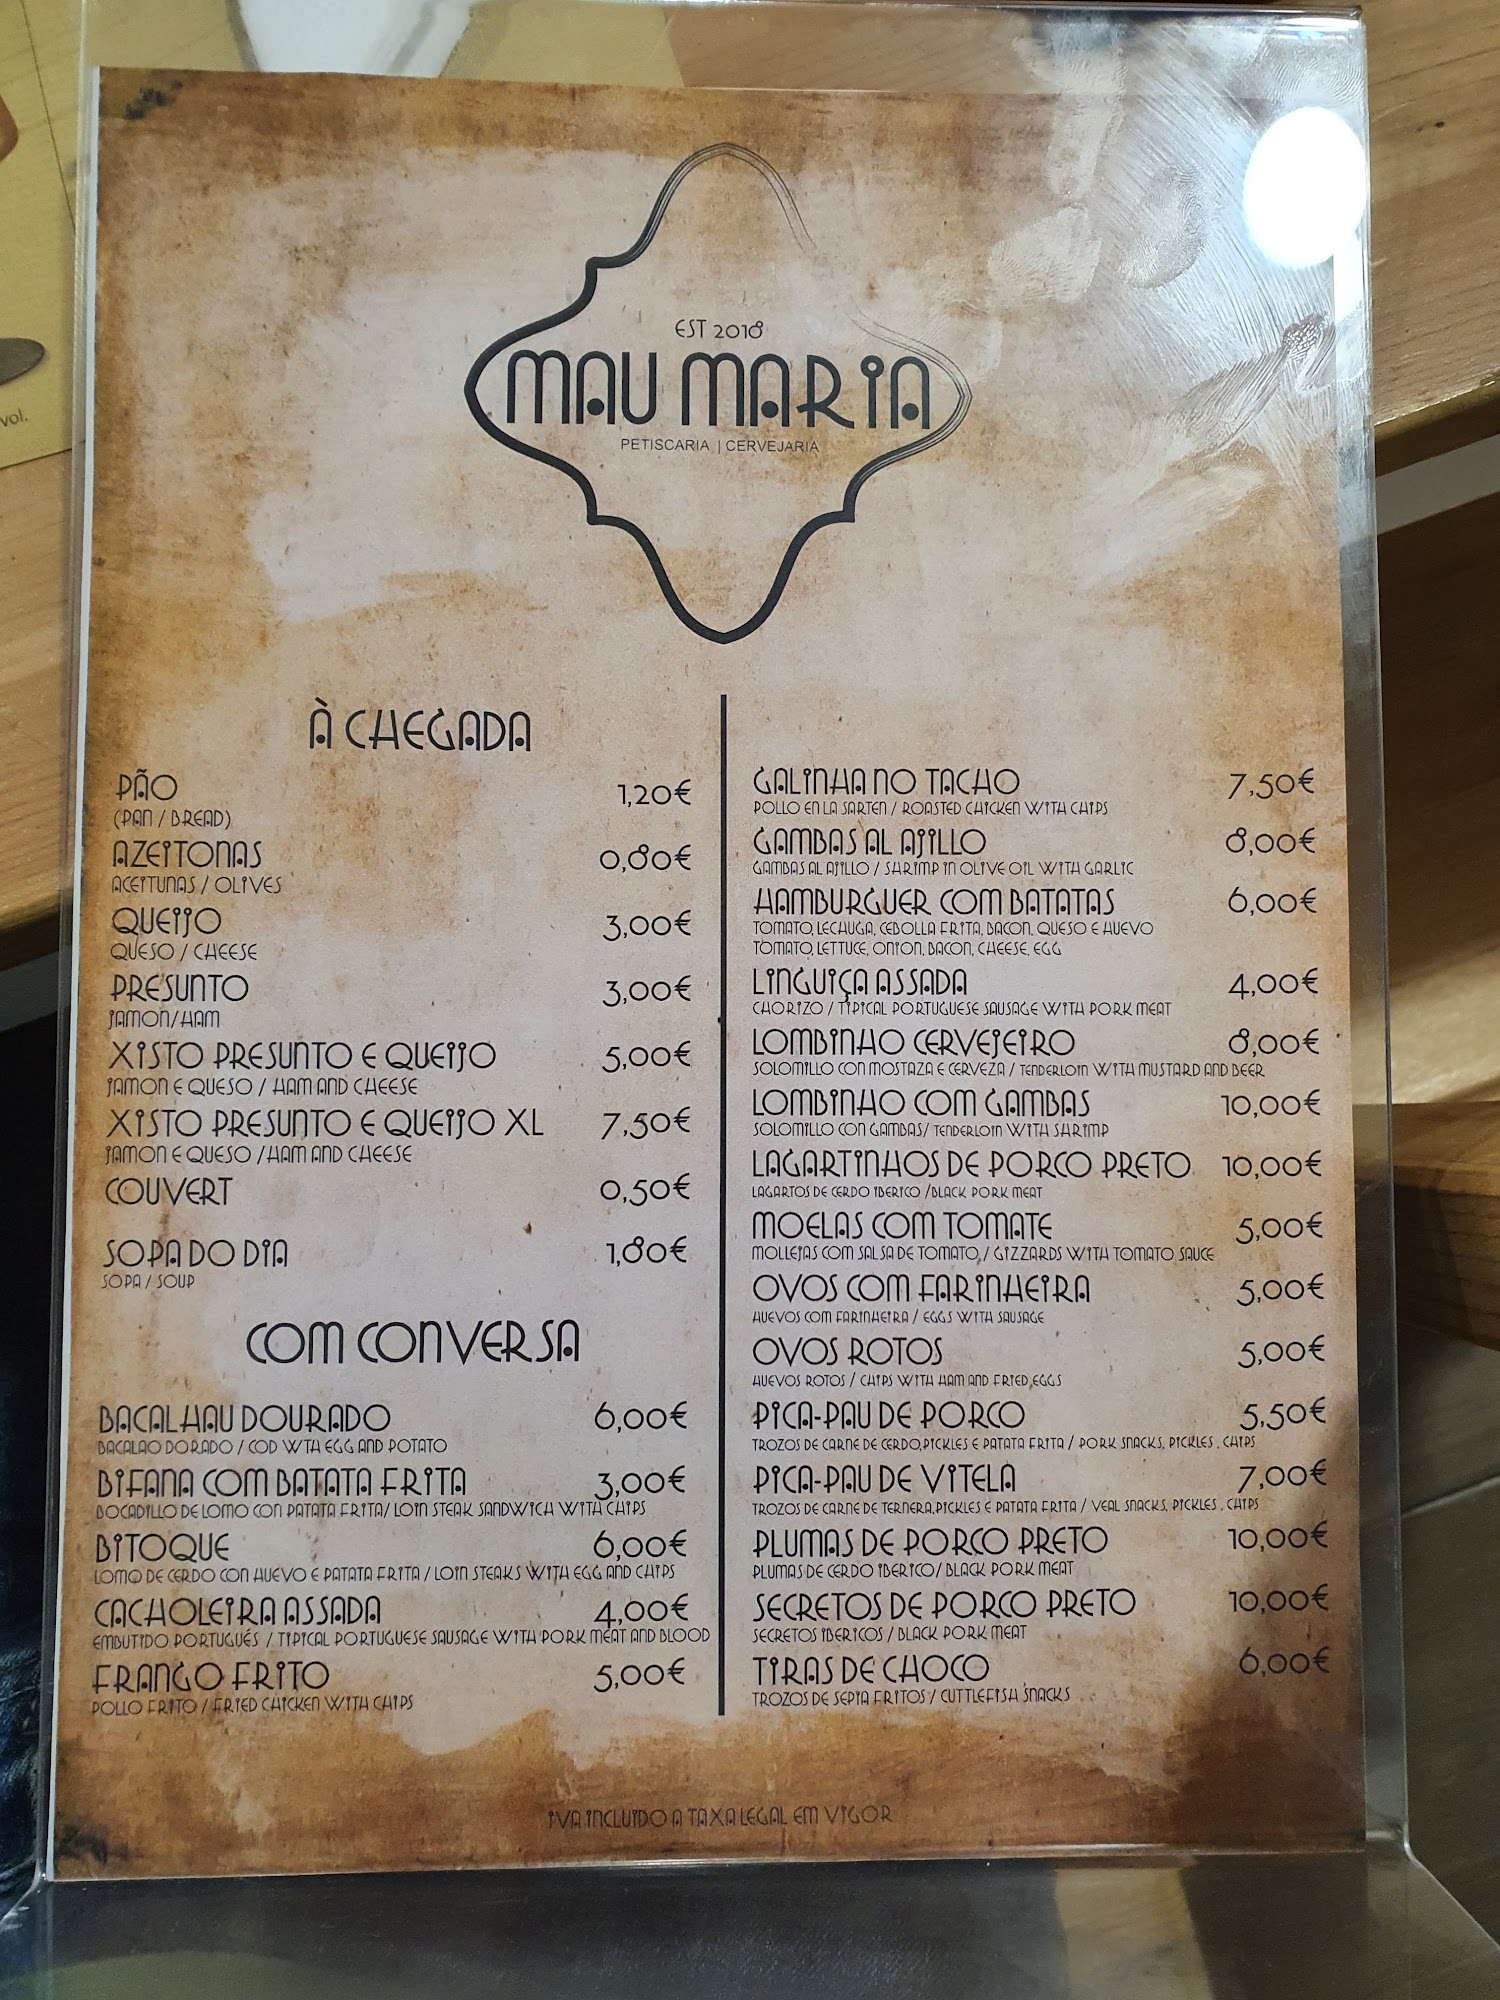 vol.
EST 2018
MAU MARIA
PETISCARIA | CERVEJARIA
À CHEGADA
PÃO 1,20€
(PAN / BREAD)
AZEITONAS 0,80€
ACEITUNAS / OLIVES
QUEIJO 3,00€
QUESO / CHEESE
PRESUNTO 3,00€
JAMON/HAM
XISTO PRESUNTO E QUEIJO 5,00€
JAMON E QUESO / HAM AND CHEESE
XISTO PRESUNTO E QUEIJO XL 7,50€
JAMON E QUESO /HAM AND CHEESE
COUVERT 0,50€
SOPA DO DIA 1,80€
SOPA / SOUP
COM CONVERSA
BACALHAU DOURADO 6,00€
BACALAO DORADO / COD WTH EGG AND POTATO
BIFANA COM BATATA FRITA 3,00€
BOCADILLO DE LOMO CON PATATA FRITA/ LOIN STEAK SANDWICH WITH CHIPS
BITOQUE 6,00€
LOMO DE CERDO CON HUEVO E PATATA FRITA / LOIN STEAKS WITH EGG AND CHIPS
CACHOLEIRA ASSADA 4,00€
EMBUTIDO PORTUGUÉS / TIPICAL PORTUGUESE SAUSAGE WITH PORK MEAT AND BLOOD
FRANGO FRITO 5,00€
POLLO FRITO / FRIED CHICKEN WITH CHIPS
GALINHA NO TACHO 7,50€
POLLO EN LA SARTEN / ROASTED CHICKEN WITH CHIPS
GAMBAS AL AJILLO 8,00€
GAMBAS AL AJILLO / SHRIMP IN OLIVE OIL WITH GARLIC
HAMBURGUER COM BATATAS 6,00€
TOMATO, LECHUGA, CEBOLLA FRITA, BACON, QUESO E HUEVO
TOMATO, LETTUCE, ONION, BACON, CHEESE, EGG
LINGUIÇA ASSADA 4,00€
CHORIZO / TIPICAL PORTUGUESE SAUSAGE WITH PORK MEAT
LOMBINHO CERVEJEIRO 8,00€
SOLOMILLO CON MOSTAZA E CERVEZA / TENDERLOIN WITH MUSTARD AND BEER
LOMBINHO COM GAMBAS 10,00€
SOLOMILLO CON GAMBAS/ TENDERLOIN WITH SHRIMP
LAGARTINHOS DE PORCO PRETO 10,00€
LAGARTOS DE CERDO IBERICO /BLACK PORK MEAT
MOELAS COM TOMATE 5,00€
MOLLEJAS COM SALSA DE TOMATO, / GIZZARDS WITH TOMATO SAUCE
OVOS COM FARINHEIRA 5,00€
HUEVOS COM FARINHEIRA / EGGS WITH SAUSAGE
OVOS ROTOS 5,00€
HUEVOS ROTOS / CHIPS WITH HAM AND FRIED EGGS
PICA-PAU DE PORCO 5,50€
TROZOS DE CARNE DE CERDO,PICKLES E PATATA FRITA / PORK SNACKS, PICKLES , CHIPS
PICA-PAU DE VITELA 7,00€
TROZOS DE CARNE DE TERNERA,PICKLES E PATATA FRITA / VEAL SNACKS, PICKLES , CHIPS
PLUMAS DE PORCO PRETO 10,00€
PLUMAS DE CERDO IBERICO/ BLACK PORK MEAT
SECRETOS DE PORCO PRETO 10,00€
SECRETOS IBERICOS / BLACK PORK MEAT
TIRAS DE CHOCO 6,00€
TROZOS DE SEPIA FRITOS / CUTTLEFISH SNACKS
IVA INCLUIDO A TAXA LEGAL EM VIGOR